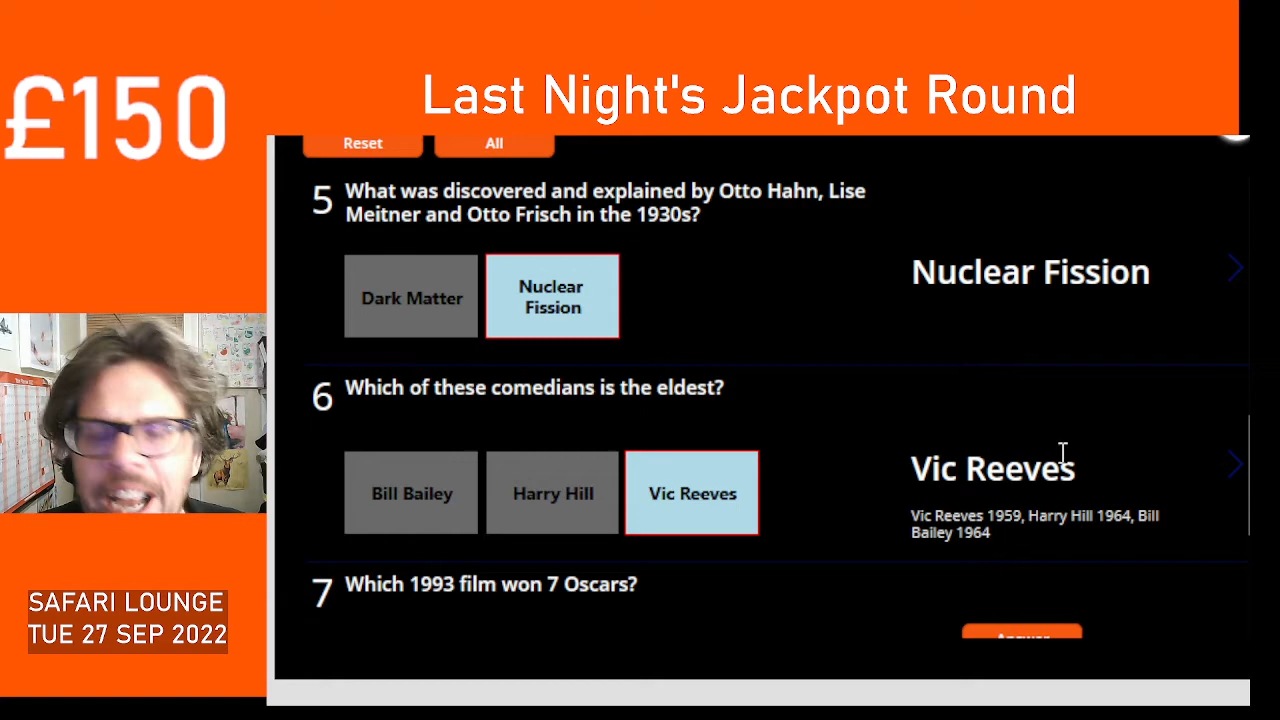 £150
Last Night's Jackpot Round
Reset
All
5
What was discovered and explained by Otto Hahn, Lise
Meitner and Otto Frisch in the 1930s?
Dark Matter
Nuclear
Fission
Nuclear Fission
6
Which of these comedians is the eldest?
Bill Bailey
Harry Hill
Vic Reeves
Vic Reeves
Vic Reeves 1959, Harry Hill 1964, Bill
Bailey 1964
7
Which 1993 film won 7 Oscars?
Answer
SAFARI LOUNGE
TUE 27 SEP 2022